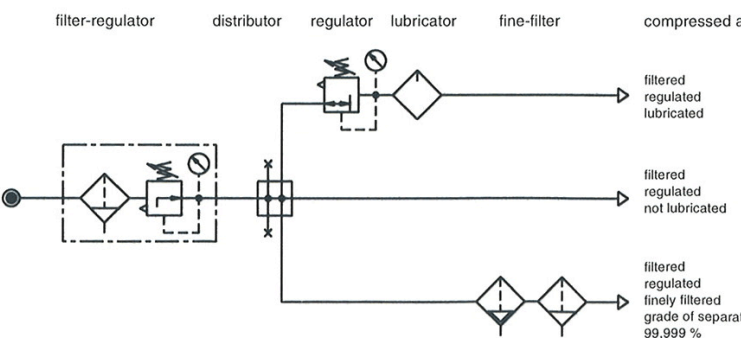 filter-regulator distributor regulator lubricator fine-filter compressed a
filtered
regulated
lubricated
filtered
regulated
not lubricated
filtered
regulated
finely filtered
grade of separat
99,999 %